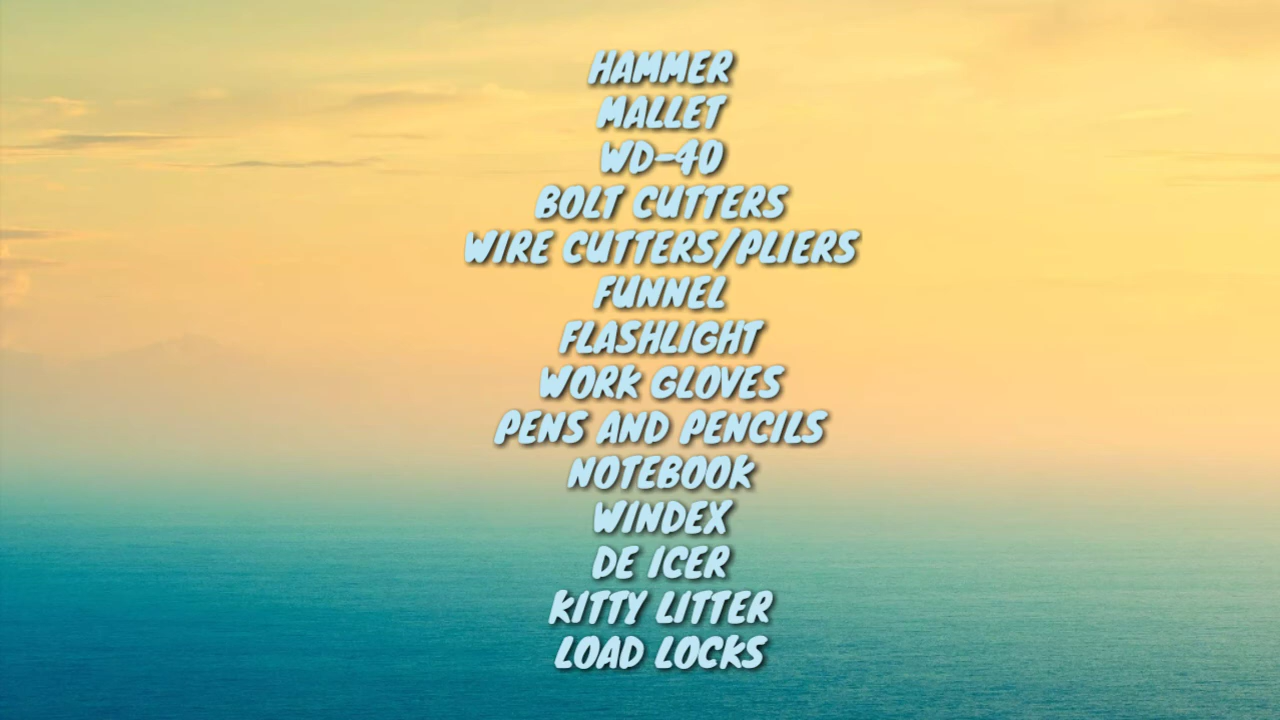 HAMMER
MALLET
WD-40
BOLT CUTTERS
WIRE CUTTERS/PLIERS
FUNNEL
FLASHLIGHT
WORK GLOVES
PENS AND PENCILS
NOTEBOOK
WINDEX
DE ICER
KITTY LITTER
LOAD LOCKS